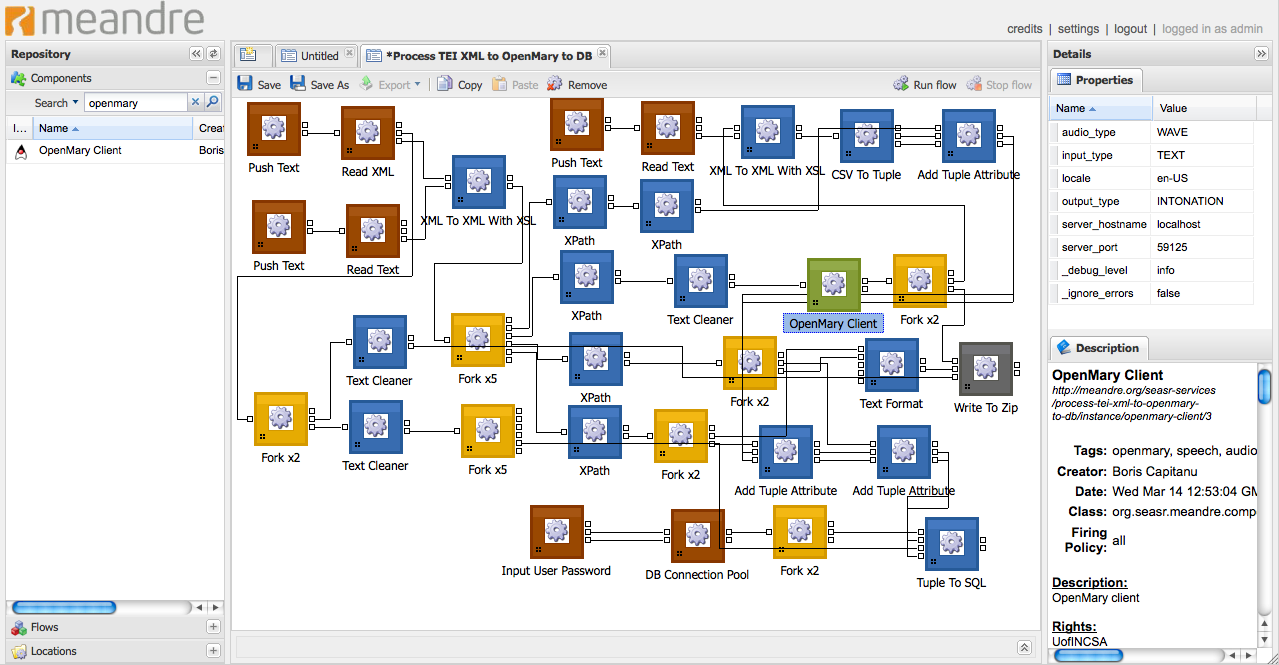 meandre
credits | settings | logout | logged in as admin
Repository
Components
Search openmary
I... Name Creat
OpenMary Client Boris
Flows
Locations
Untitled
*Process TEI XML to OpenMary to DB
Save Save As Export Copy Paste Remove Run flow Stop flow
Push Text
Read XML
Push Text
Read Text
XML To XML With XSL
CSV To Tuple
Add Tuple Attribute
XML To XML With XSL
XPath
XPath
Push Text
Read Text
XPath
Text Cleaner
OpenMary Client
Fork x2
Text Cleaner
Fork x5
XPath
Fork x2
Text Format
Write To Zip
Fork x2
Text Cleaner
Fork x5
XPath
Fork x2
Add Tuple Attribute
Add Tuple Attribute
Input User Password
DB Connection Pool
Fork x2
Tuple To SQL
Details
Properties
Name Value
audio_type WAVE
input_type TEXT
locale en-US
output_type INTONATION
server_hostname localhost
server_port 59125
_debug_level info
_ignore_errors false
Description
OpenMary Client
http://meandre.org/seasr-services
/process-tei-xml-to-openmary-
to-db/instance/openmary-client/3
Tags: openmary, speech, audio
Creator: Boris Capitanu
Date: Wed Mar 14 12:53:04 GM
Class: org.seasr.meandre.comp
Firing
Policy: all
Description:
OpenMary client
Rights:
UofINCSA